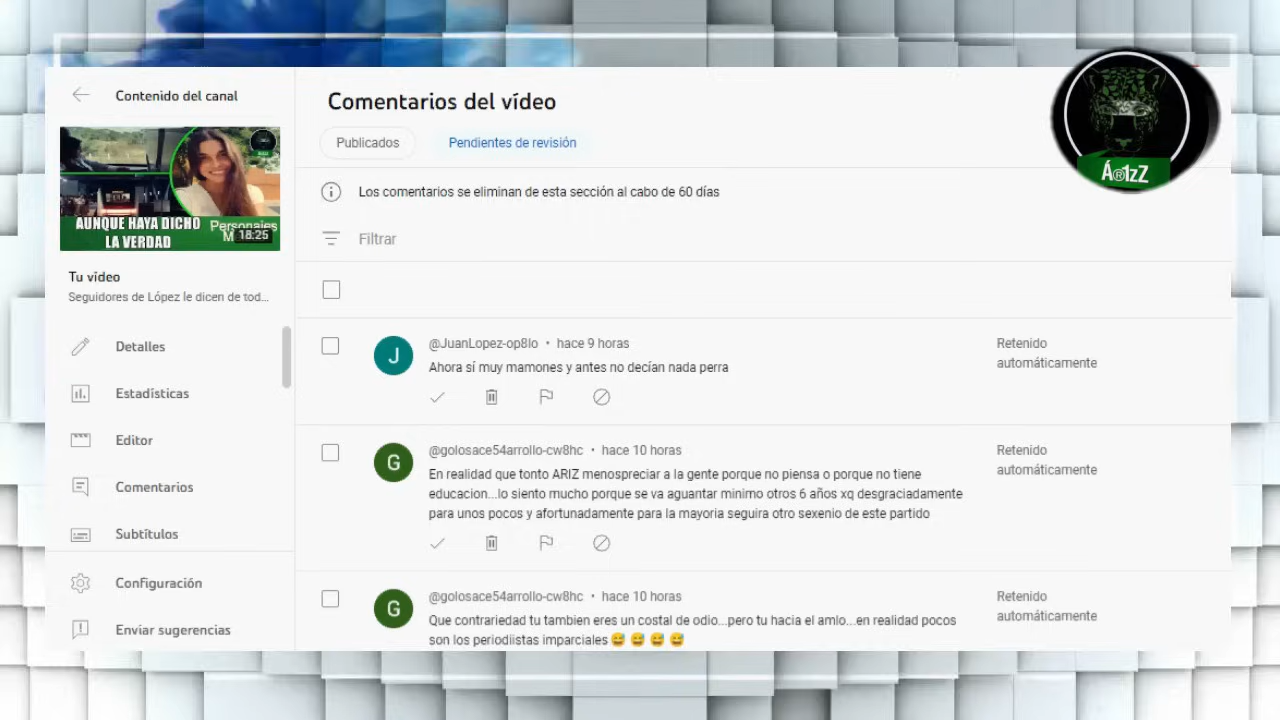 Contenido del canal
AUNQUE HAYA DICHO
LA VERDAD
Personajes
M
18:25
Tu vídeo
Seguidores de López le dicen de tod...
Detalles
Estadísticas
Editor
Comentarios
Subtítulos
Configuración
Enviar sugerencias
Comentarios del vídeo
Publicados
Pendientes de revisión
Los comentarios se eliminan de esta sección al cabo de 60 días
Filtrar
@JuanLopez-op8lo • hace 9 horas
Ahora sí muy mamones y antes no decían nada perra
Retenido
automáticamente
@golosace54arrollo-cw8hc • hace 10 horas
En realidad que tonto ARIZ menospreciar a la gente porque no piensa o porque no tiene
educacion...lo siento mucho porque se va aguantar minimo otros 6 años xq desgraciadamente
para unos pocos y afortunadamente para la mayoria seguira otro sexenio de este partido
Retenido
automáticamente
@golosace54arrollo-cw8hc • hace 10 horas
Que contrariedad tu tambien eres un costal de odio...pero tu hacia el amlo...en realidad pocos
son los periodiistas imparciales 😅 😅 😅 😅
Retenido
automáticamente
Á®1zZ